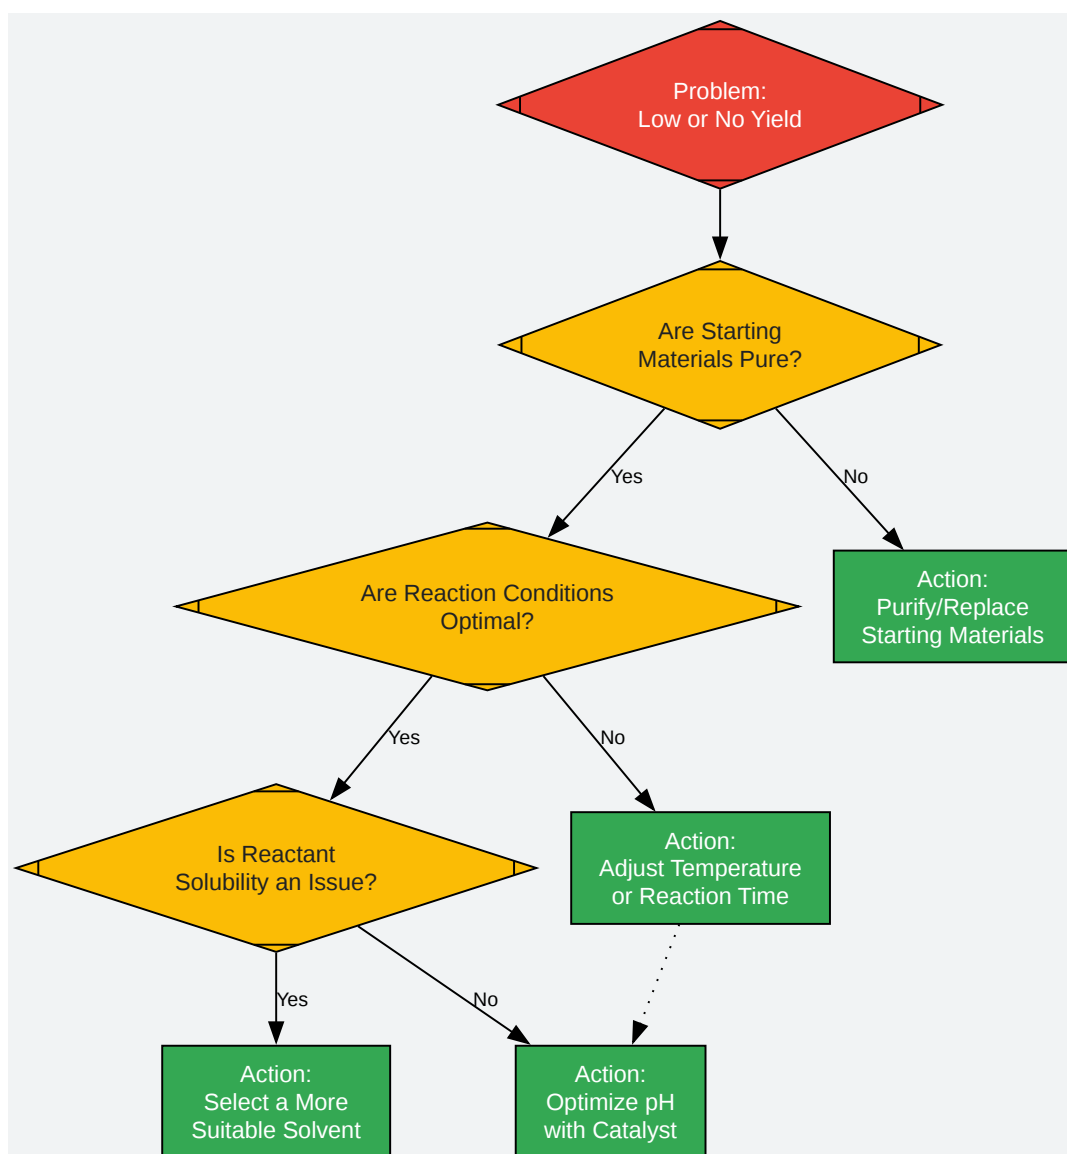 Problem:
Low or No Yield
Are Starting
Materials Pure?
Yes
No
Are Reaction Conditions
Optimal?
Action:
Purify/Replace
Starting Materials
Yes
No
Is Reactant
Solubility an Issue?
Action:
Adjust Temperature
or Reaction Time
Yes
No
Action:
Select a More
Suitable Solvent
Action:
Optimize pH
with Catalyst